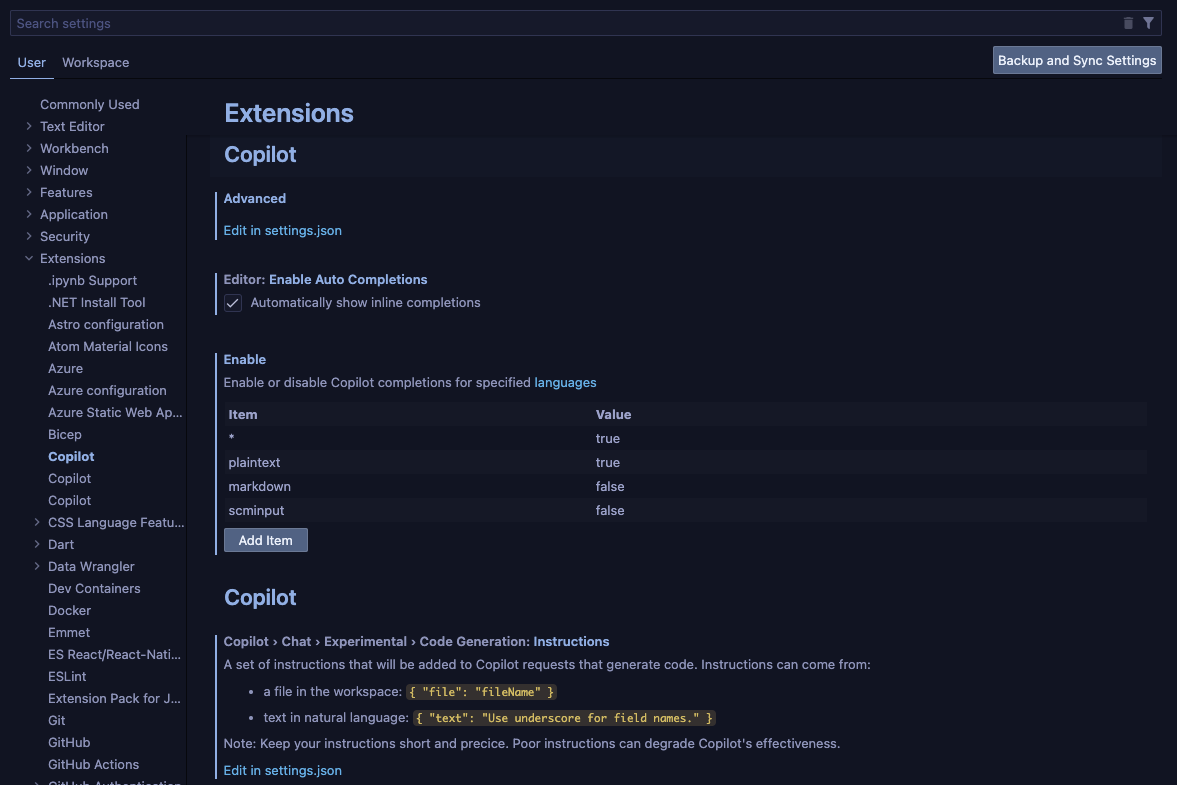 Search settings
User
Workspace
Backup and Sync Settings
Commonly Used
Text Editor
Workbench
Window
Features
Application
Security
Extensions
.ipynb Support
.NET Install Tool
Astro configuration
Atom Material Icons
Azure
Azure configuration
Azure Static Web Ap...
Bicep
Copilot
Copilot
Copilot
CSS Language Featu...
Dart
Data Wrangler
Dev Containers
Docker
Emmet
ES React/React-Nati...
ESLint
Extension Pack for J...
Git
GitHub
GitHub Actions
GitHub Authentication
Extensions
Copilot
Advanced
Edit in settings.json
Editor: Enable Auto Completions
Automatically show inline completions
Enable
Enable or disable Copilot completions for specified languages
Item Value
* true
plaintext true
markdown false
scminput false
Add Item
Copilot
Copilot › Chat › Experimental › Code Generation: Instructions
A set of instructions that will be added to Copilot requests that generate code. Instructions can come from:
• a file in the workspace: { "file": "fileName" }
• text in natural language: { "text": "Use underscore for field names." }
Note: Keep your instructions short and precice. Poor instructions can degrade Copilot's effectiveness.
Edit in settings.json